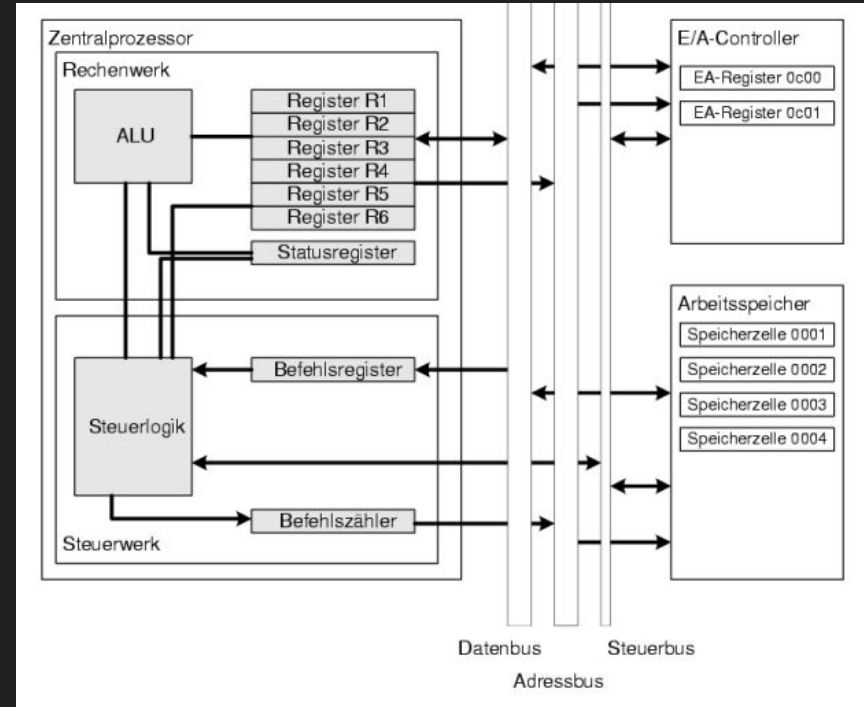 Zentralprozessor
Rechenwerk
ALU
Register R1
Register R2
Register R3
Register R4
Register R5
Register R6
Statusregister
Steuerlogik
Befehlsregister
Befehlszähler
Steuerwerk
E/A-Controller
EA-Register 0c00
EA-Register 0c01
Arbeitsspeicher
Speicherzelle 0001
Speicherzelle 0002
Speicherzelle 0003
Speicherzelle 0004
Datenbus
Steuerbus
Adressbus